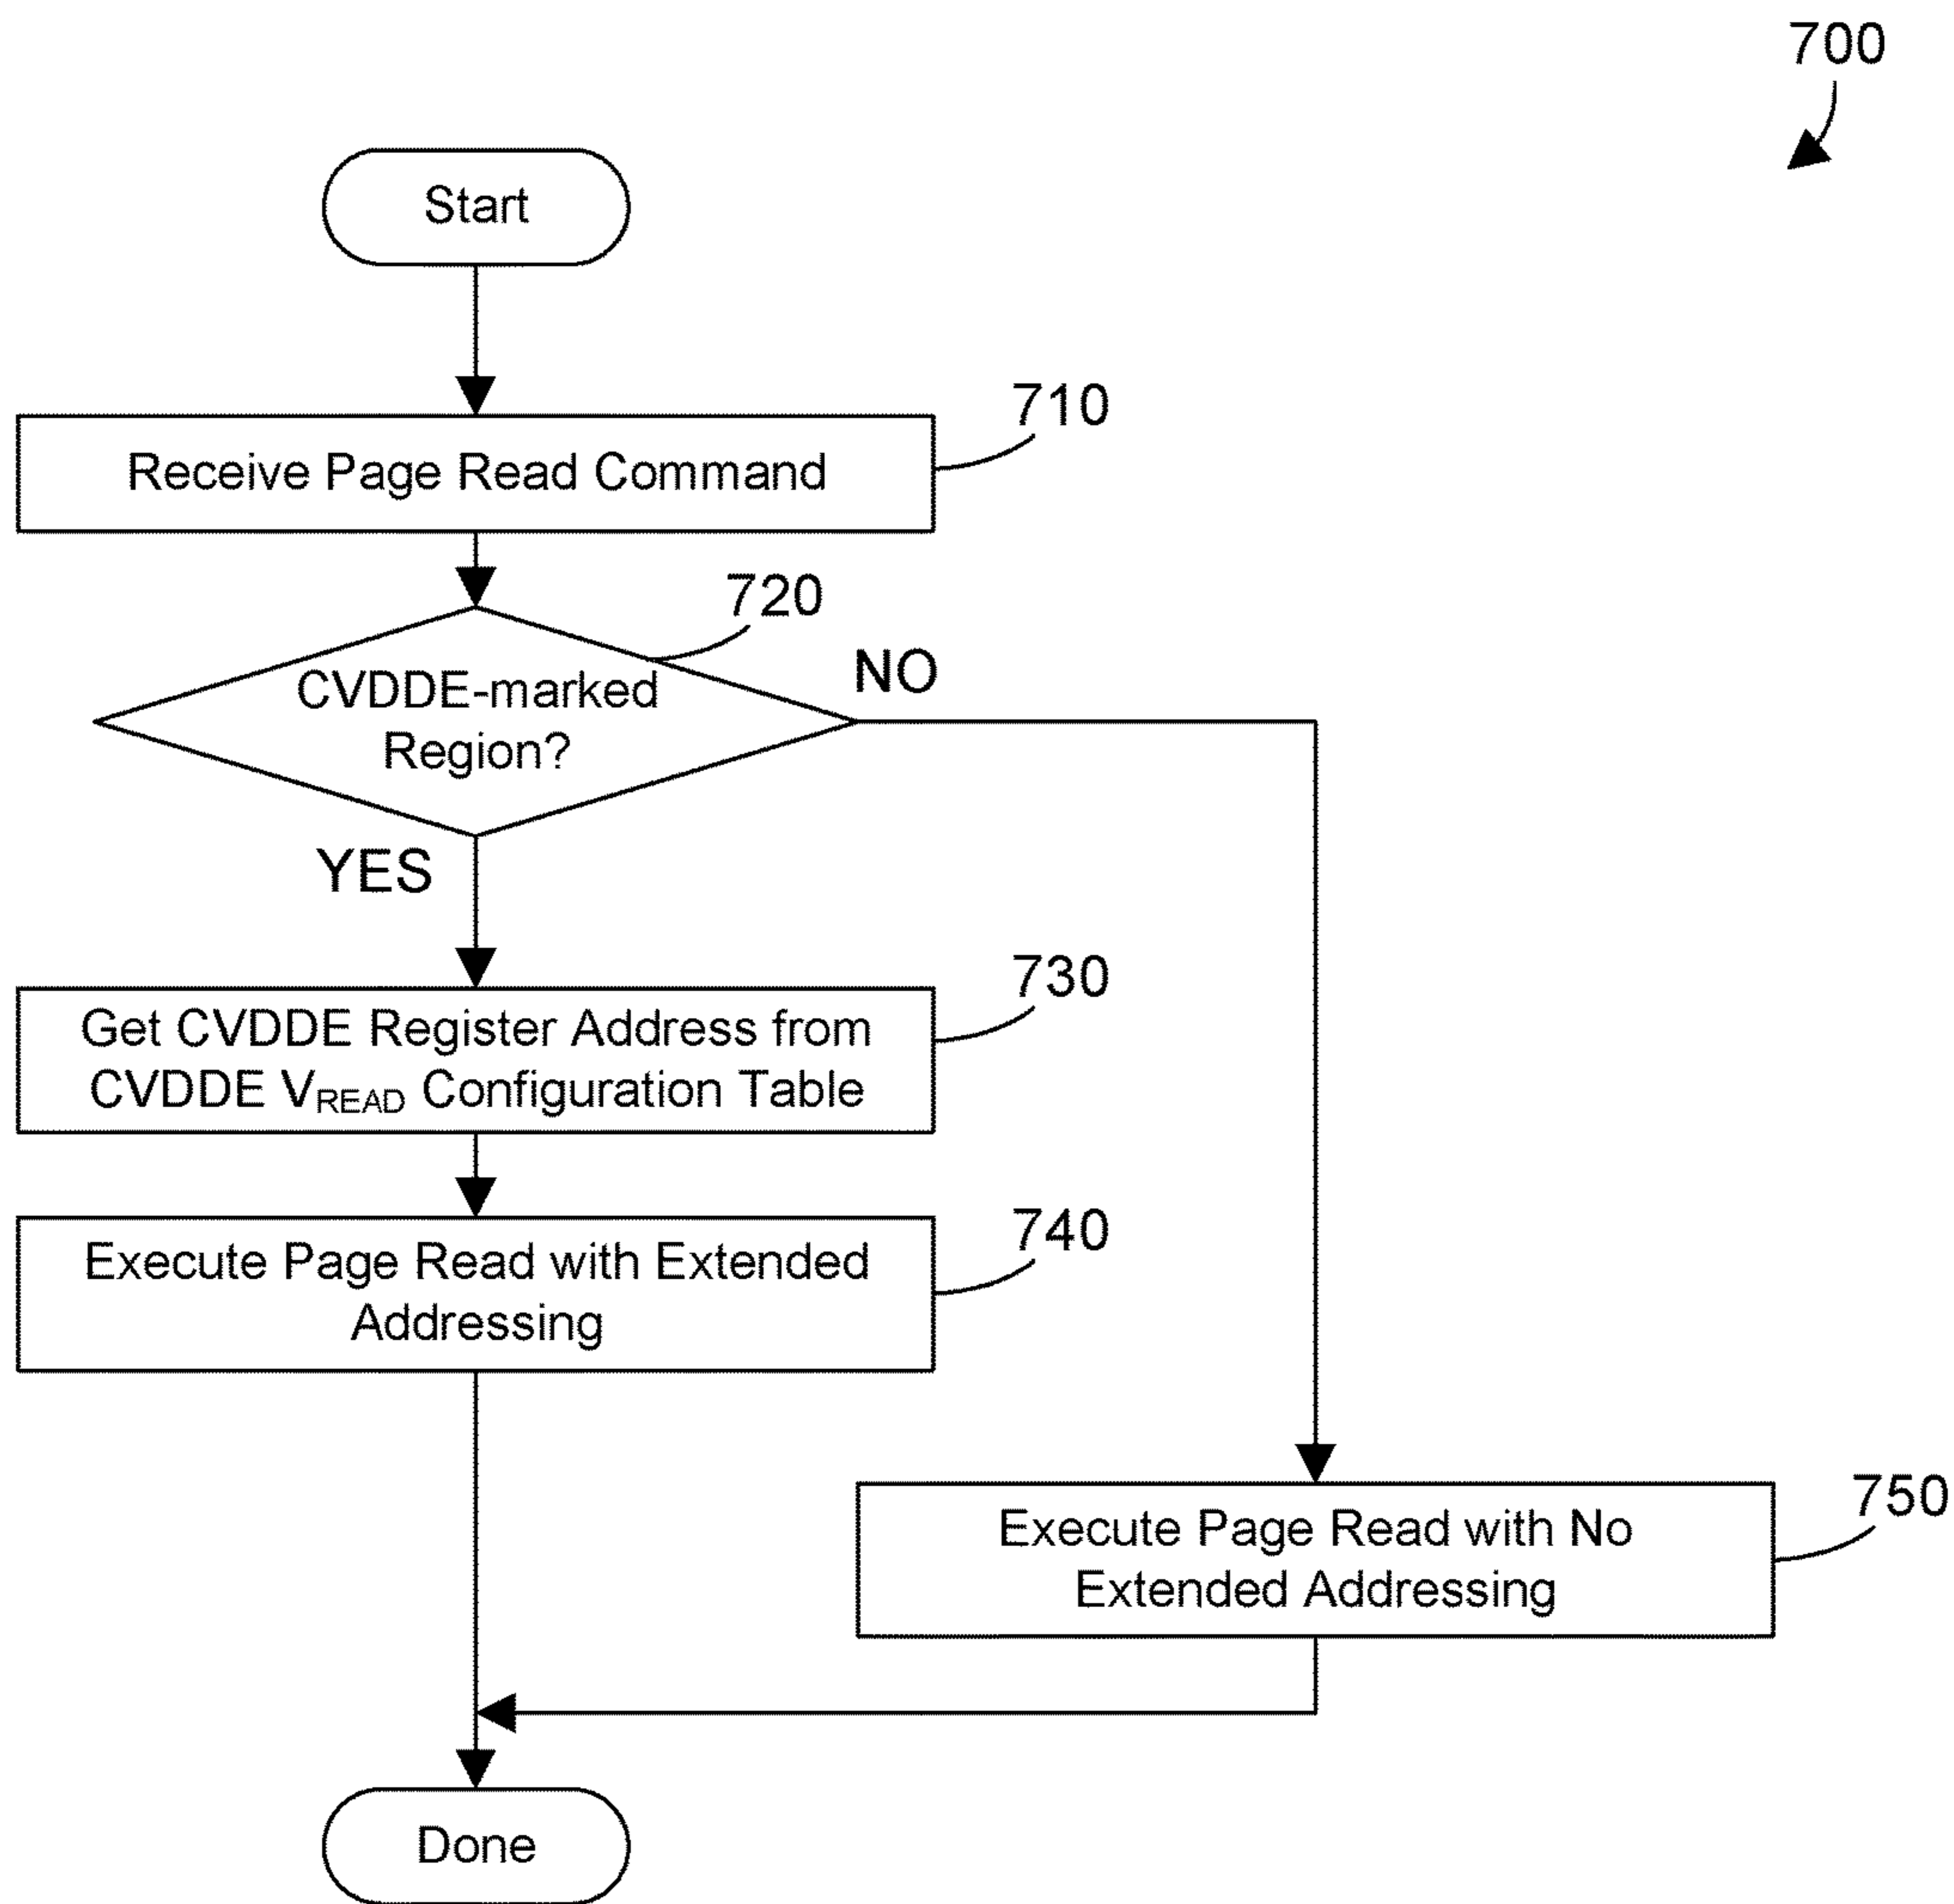 700
Start
710
Receive Page Read Command
720
CVDDE-marked
Region?
NO
YES
730
Get CVDDE Register Address from
CVDDE VREAD Configuration Table
740
Execute Page Read with Extended
Addressing
750
Execute Page Read with No
Extended Addressing
Done